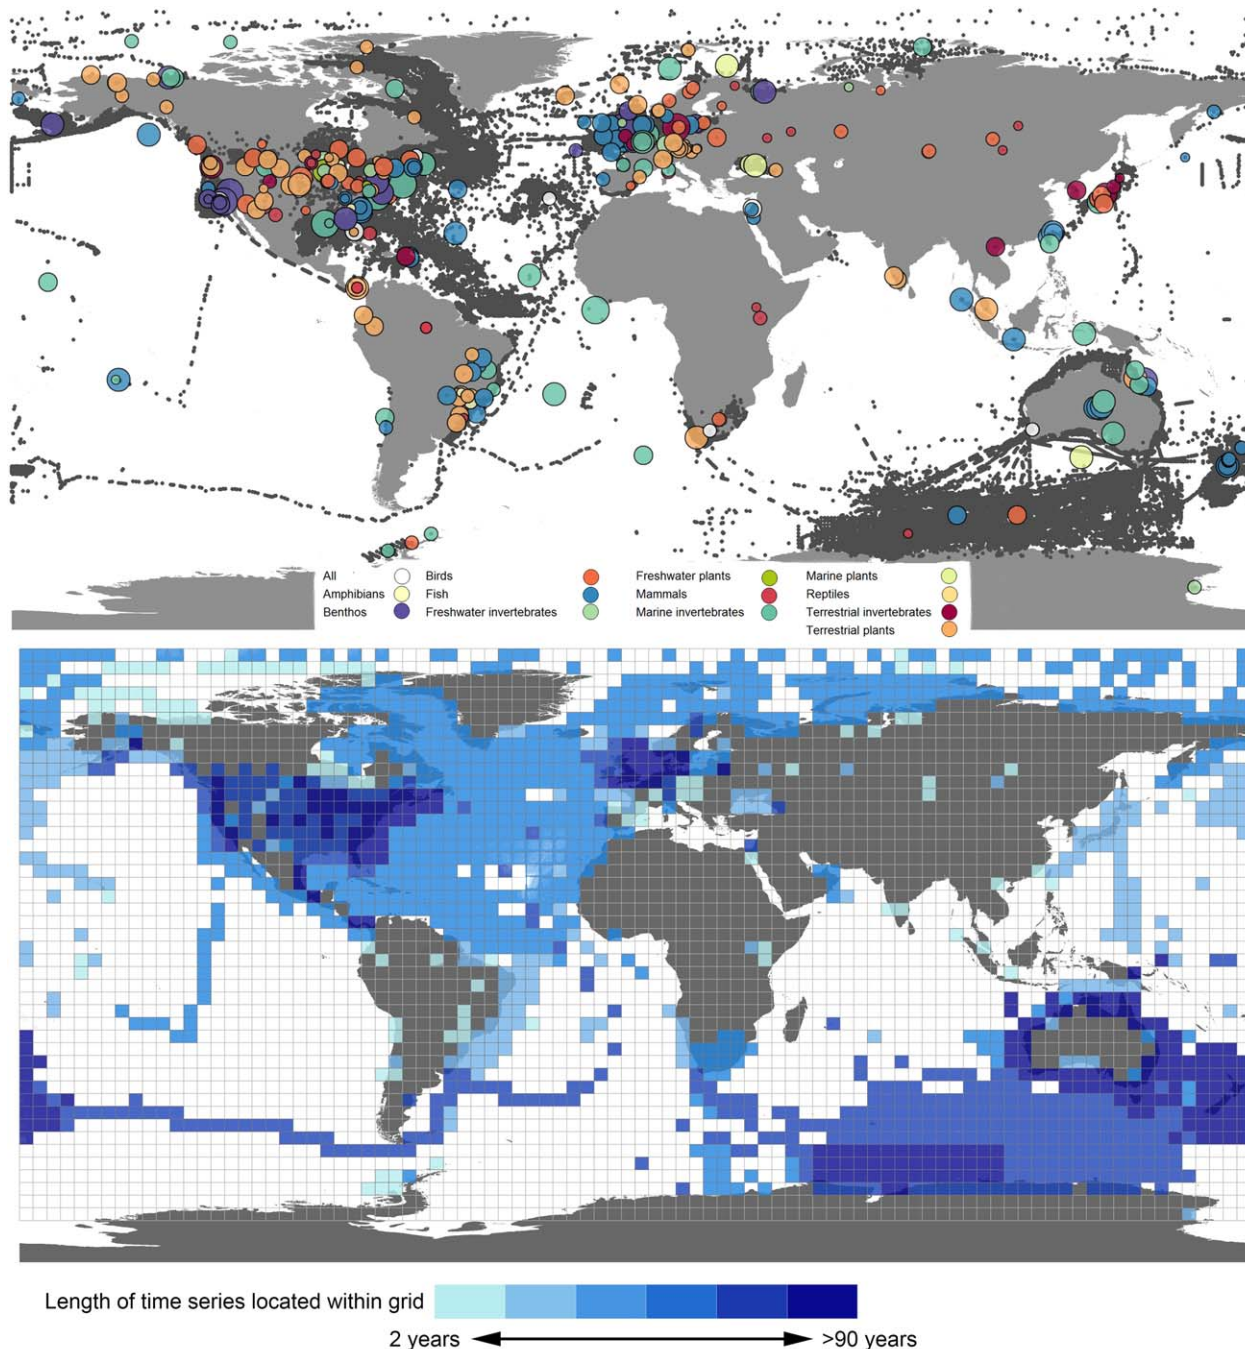 All Birds Freshwater plants Marine plants
Amphibians Fish Mammals Reptiles
Benthos Freshwater invertebrates Marine invertebrates Terrestrial invertebrates
Terrestrial plants
Length of time series located within grid
2 years >90 years